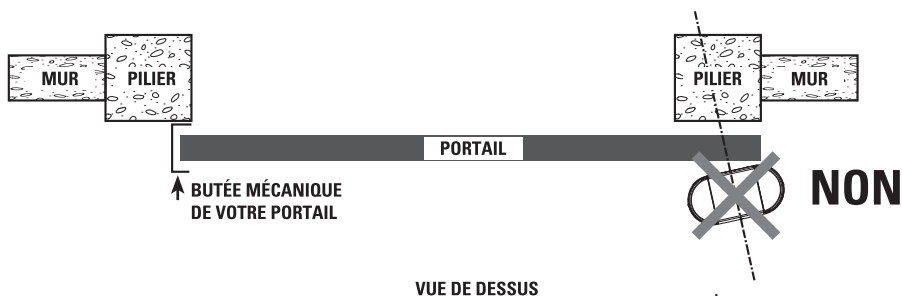 MUR
PILIER
PILIER
MUR
PORTAIL
BUTÉE MÉCANIQUE
DE VOTRE PORTAIL
NON
VUE DE DESSUS